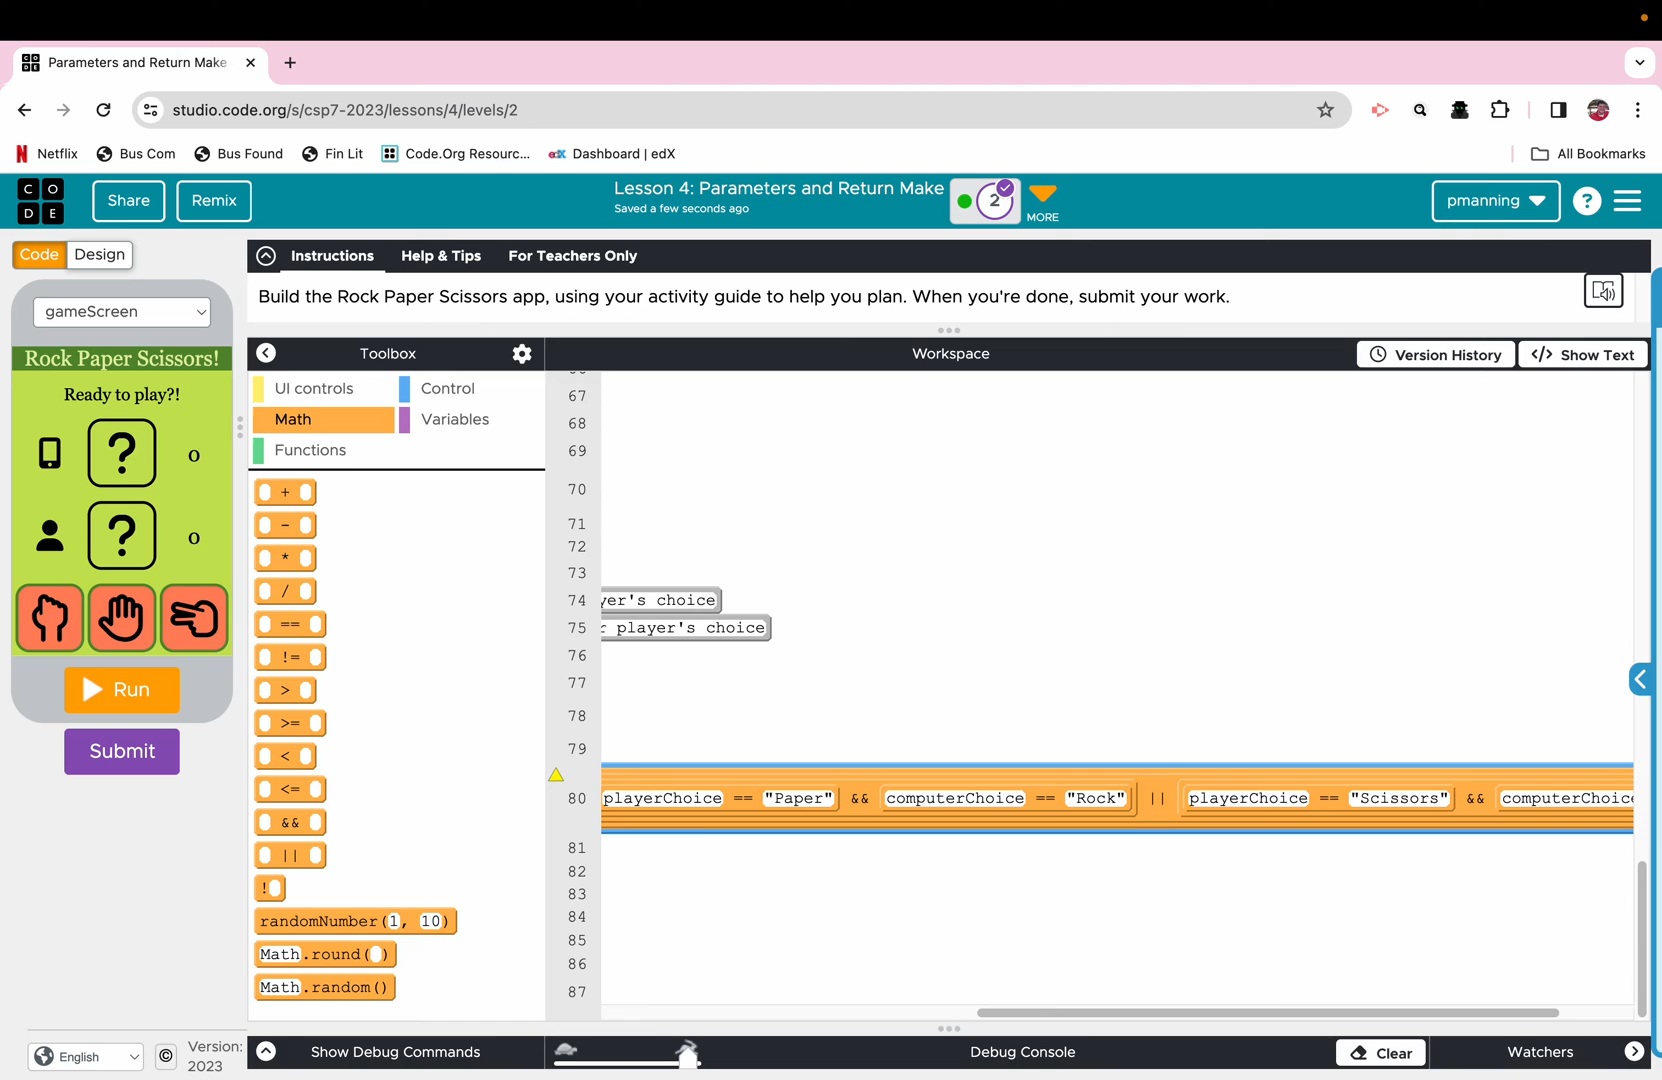 Parameters and Return Make
studio.code.org/s/csp7-2023/lessons/4/levels/2
Netflix Bus Com Bus Found Fin Lit Code.Org Resourc... edX Dashboard | edX All Bookmarks
C O D E
Share Remix Lesson 4: Parameters and Return Make 2 pmanning ?
Saved a few seconds ago MORE
Code Design
Instructions Help & Tips For Teachers Only
gameScreen
Build the Rock Paper Scissors app, using your activity guide to help you plan. When you're done, submit your work.
Rock Paper Scissors!
Ready to play?!
? 0
? 0
Run
Submit
Toolbox Workspace Version History </> Show Text
UI controls Control
Math Variables
Functions
+
-
*
/
==
!=
>
>=
<
<=
&&
||
!
randomNumber(1, 10)
Math.round( )
Math.random()
67
68
69
70
71
72
73
74 yer's choice
75 r player's choice
76
77
78
79
80 playerChoice == "Paper" && computerChoice == "Rock" || playerChoice == "Scissors" && computerChoice
81
82
83
84
85
86
87
English © Version: 2023
Show Debug Commands Debug Console Clear Watchers